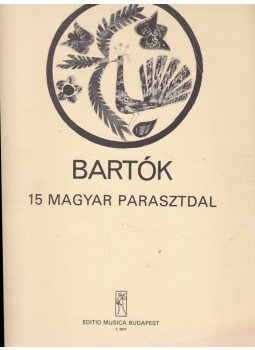 BARTÓK
15 MAGYAR PARASZTDAL
EDITIO MUSICA BUDAPEST